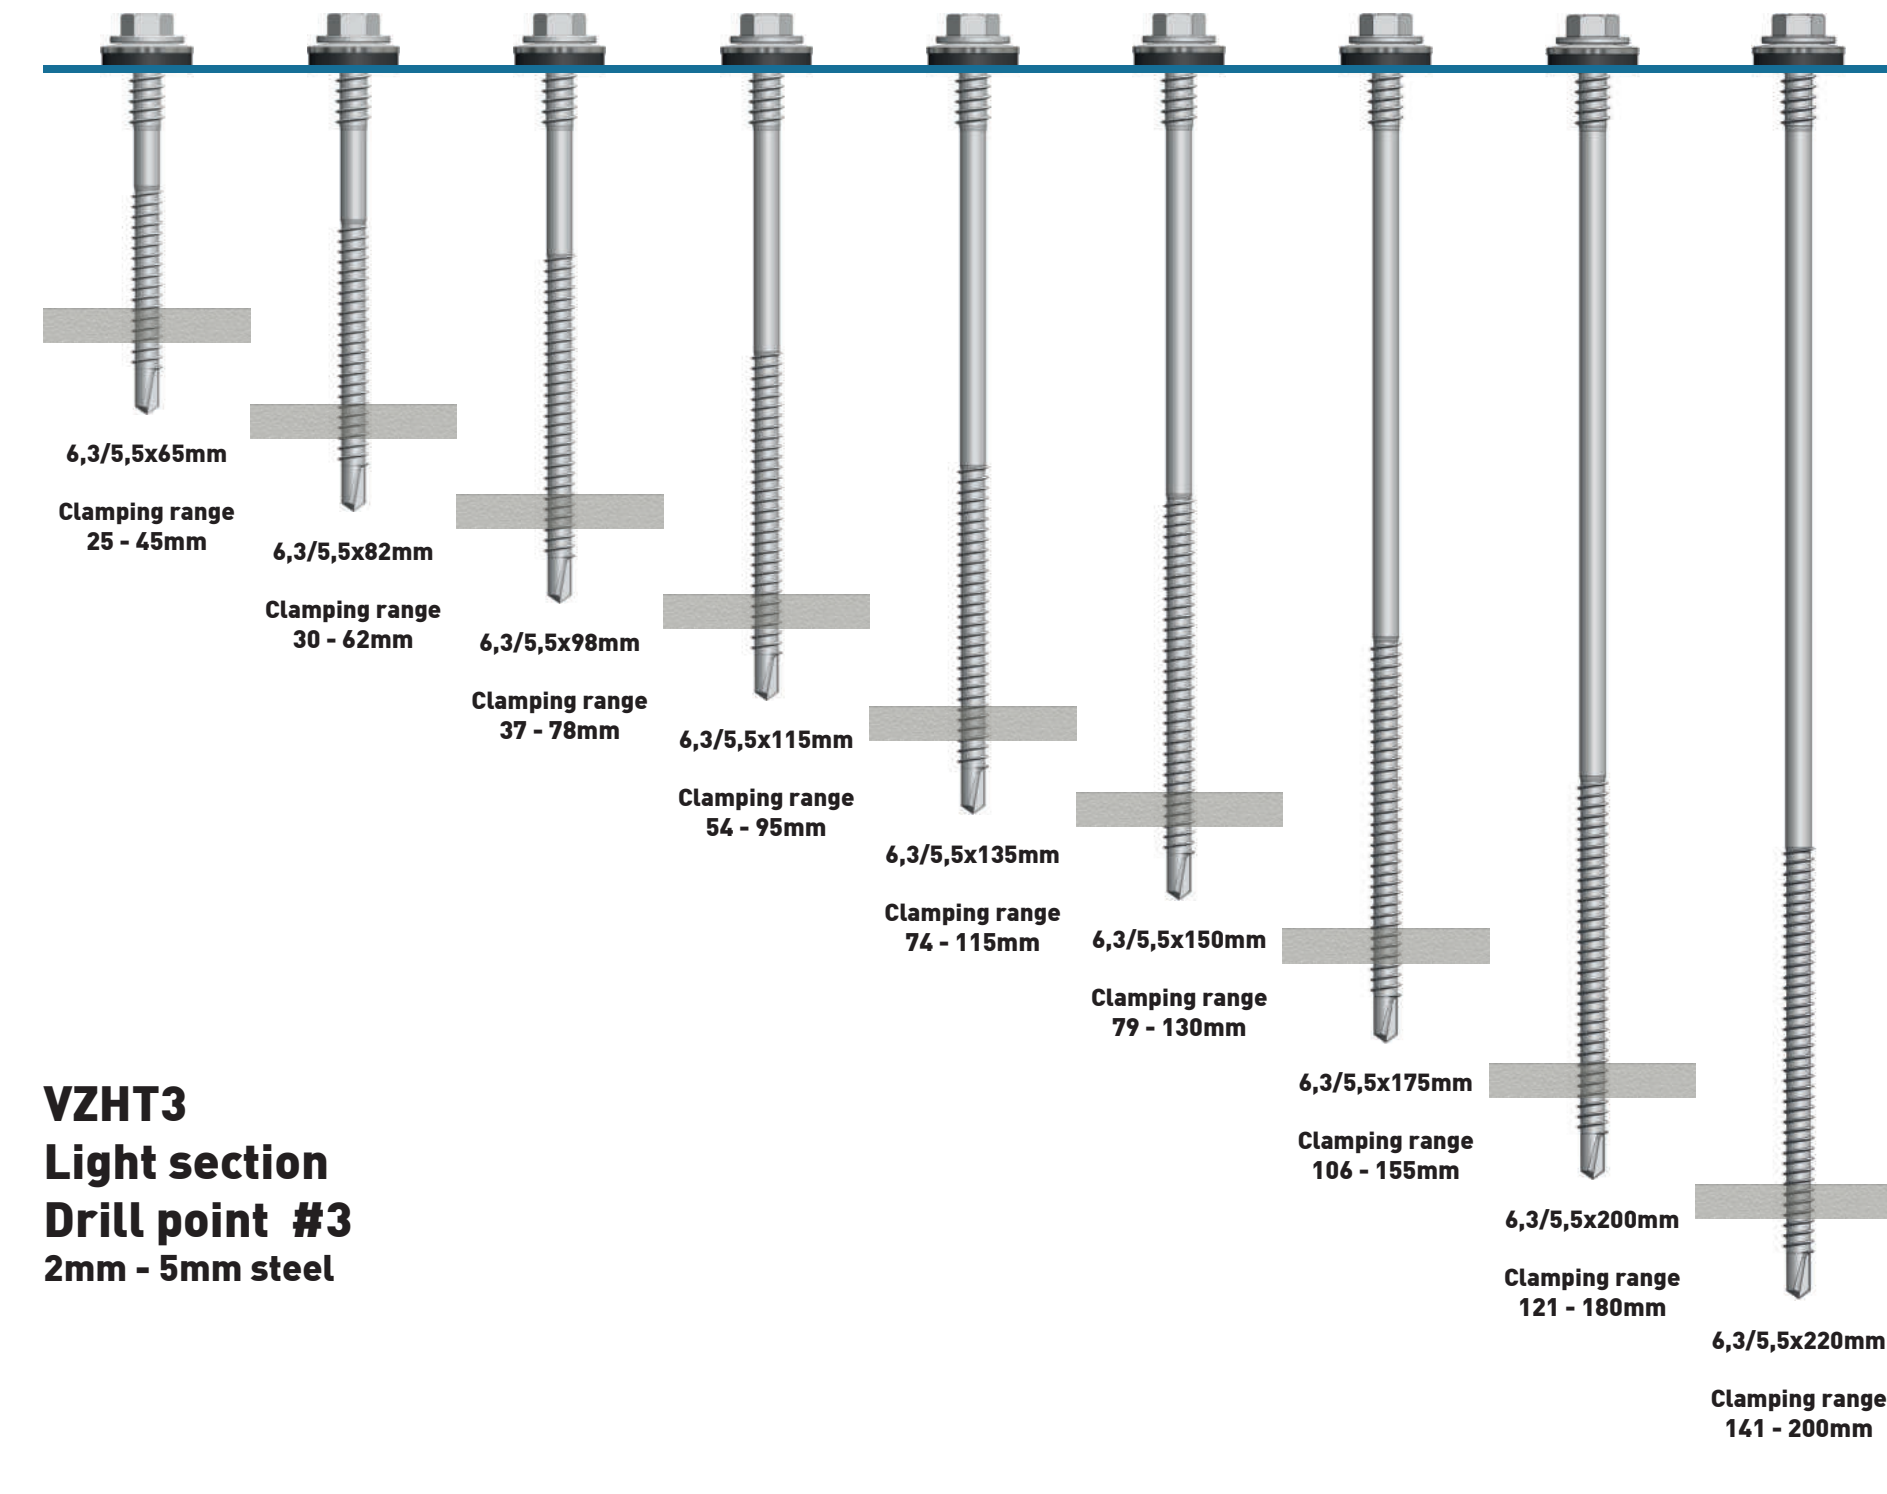 6,3/5,5x65mm
Clamping range
25 - 45mm
6,3/5,5x82mm
Clamping range
30 - 62mm
6,3/5,5x98mm
Clamping range
37 - 78mm
6,3/5,5x115mm
Clamping range
54 - 95mm
6,3/5,5x135mm
Clamping range
74 - 115mm
6,3/5,5x150mm
Clamping range
79 - 130mm
6,3/5,5x175mm
Clamping range
106 - 155mm
6,3/5,5x200mm
Clamping range
121 - 180mm
6,3/5,5x220mm
Clamping range
141 - 200mm
VZHT3
Light section
Drill point #3
2mm - 5mm steel